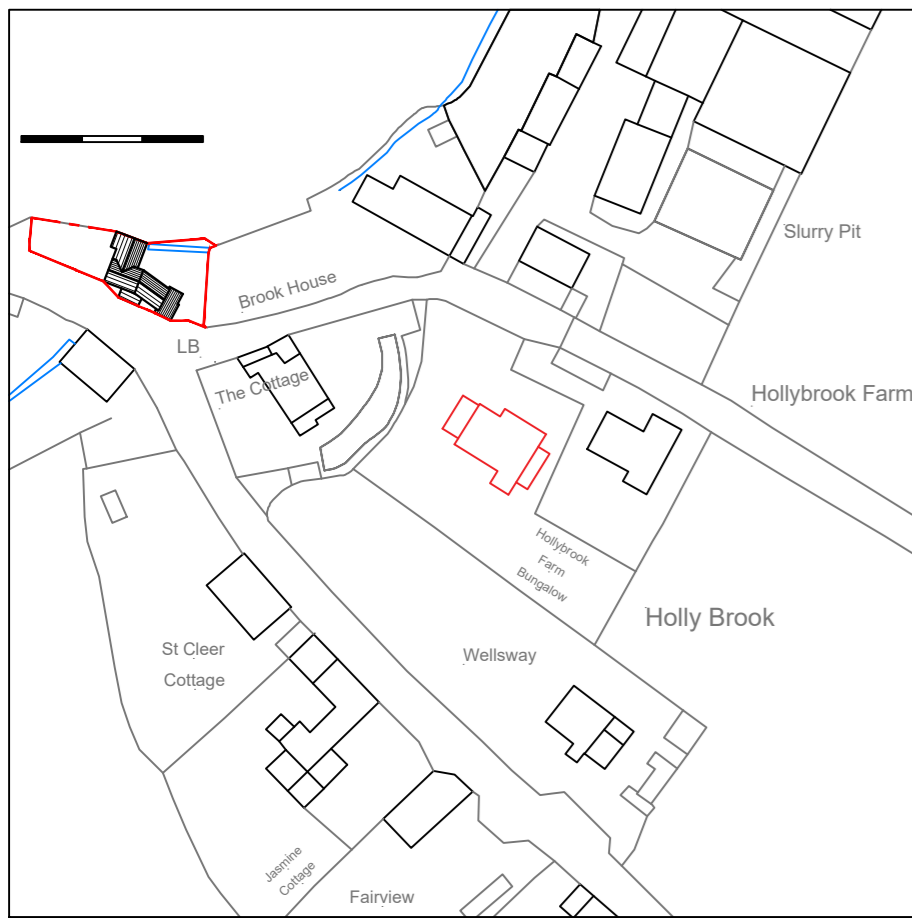 Slurry Pit
Brook House
LB
The Cottage
Hollybrook Farm
Hollybrook
Farm
Bungalow
Holly Brook
St Cleer
Cottage
Wellsway
Jasmine
Cottage
Fairview